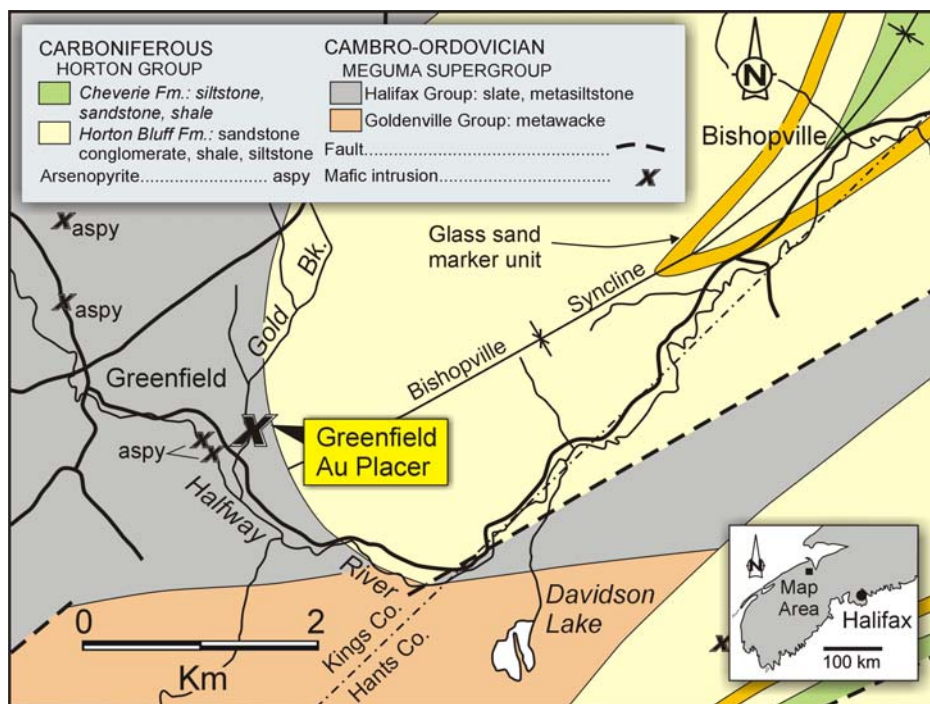 CARBONIFEROUS
HORTON GROUP
Cheverie Fm.: siltstone,
sandstone, shale
Horton Bluff Fm.: sandstone
conglomerate, shale, siltstone
Arsenopyrite.................. aspy
CAMBRO-ORDOVICIAN
MEGUMA SUPERGROUP
Halifax Group: slate, metasiltstone
Goldenville Group: metawacke
Fault.............................................
Mafic intrusion...............................
x
N
Bishopville
Glass sand
marker unit
x aspy
x aspy
Gold Bk.
Bishopville Syncline
Greenfield
x
x x
aspy
Greenfield
Au Placer
Halfway River
Kings Co.
Hants Co.
Davidson
Lake
0 2
Km
x
N
Map
Area
Halifax
100 km